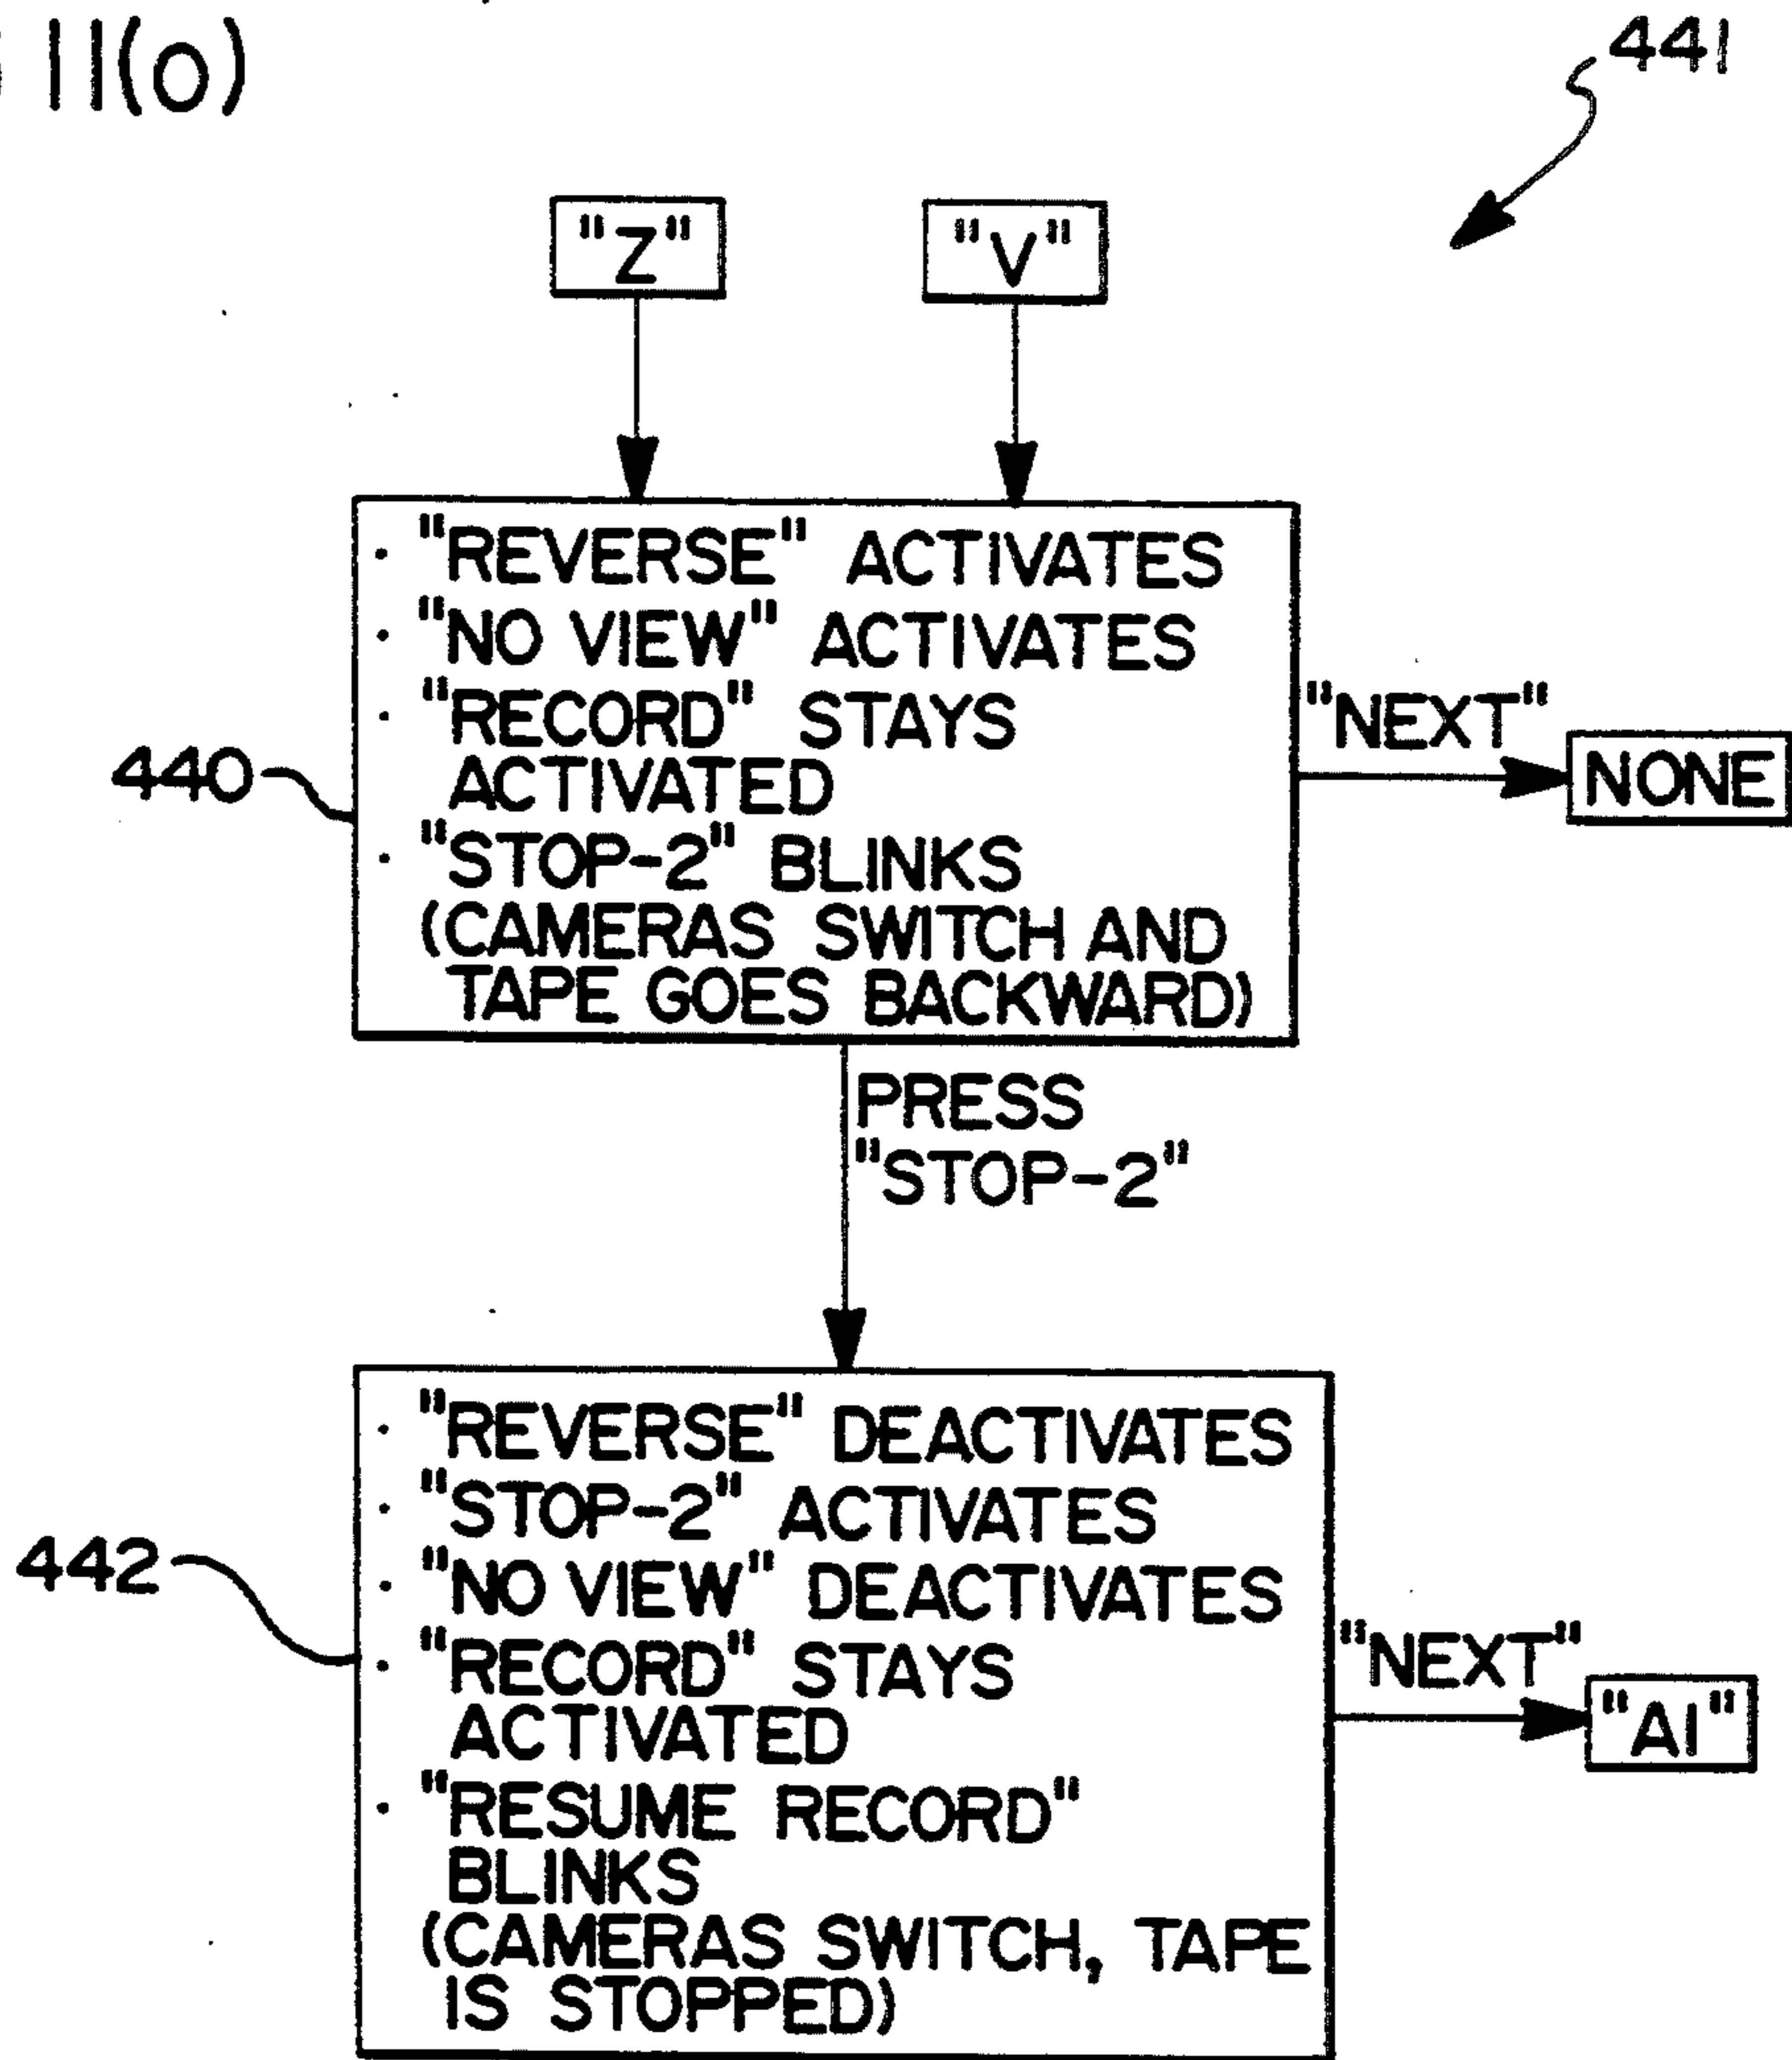 11(o)
441
"Z"
"V"
· "REVERSE" ACTIVATES
· "NO VIEW" ACTIVATES
· "RECORD" STAYS
ACTIVATED
· "STOP-2" BLINKS
(CAMERAS SWITCH AND
TAPE GOES BACKWARD)
440
"NEXT"
NONE
PRESS
"STOP-2"
· "REVERSE" DEACTIVATES
· "STOP-2" ACTIVATES
· "NO VIEW" DEACTIVATES
· "RECORD" STAYS
ACTIVATED
· "RESUME RECORD"
BLINKS
(CAMERAS SWITCH, TAPE
IS STOPPED)
442
"NEXT"
"A1"